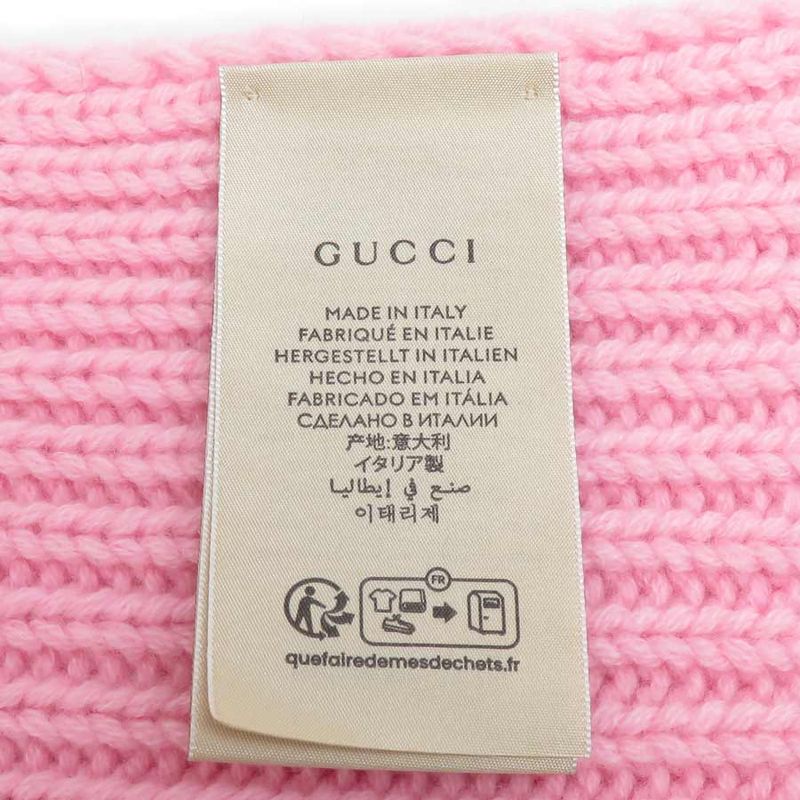 GUCCI
MADE IN ITALY
FABRIQUÉ EN ITALIE
HERGESTELLT IN ITALIEN
HECHO EN ITALIA
FABRICADO EM ITÁLIA
СДЕЛАНО В ИТАЛИИ
产地:意大利
イタリア製
صنع في إيطاليا
이태리제
FR
quefairedemesdechets.fr